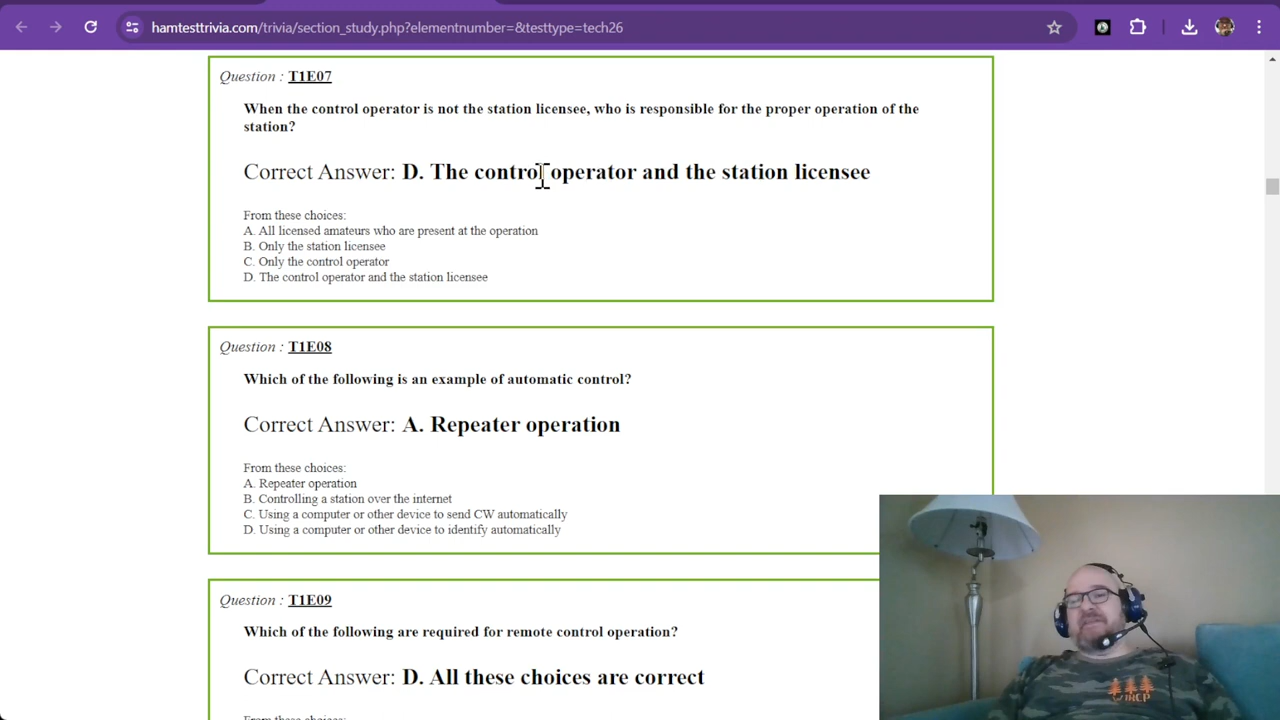 hamtesttrivia.com/trivia/section_study.php?elementnumber=&testtype=tech26
Question : T1E07
When the control operator is not the station licensee, who is responsible for the proper operation of the
station?
Correct Answer: D. The control operator and the station licensee
From these choices:
A. All licensed amateurs who are present at the operation
B. Only the station licensee
C. Only the control operator
D. The control operator and the station licensee
Question : T1E08
Which of the following is an example of automatic control?
Correct Answer: A. Repeater operation
From these choices:
A. Repeater operation
B. Controlling a station over the internet
C. Using a computer or other device to send CW automatically
D. Using a computer or other device to identify automatically
Question : T1E09
Which of the following are required for remote control operation?
Correct Answer: D. All these choices are correct
From these choices: